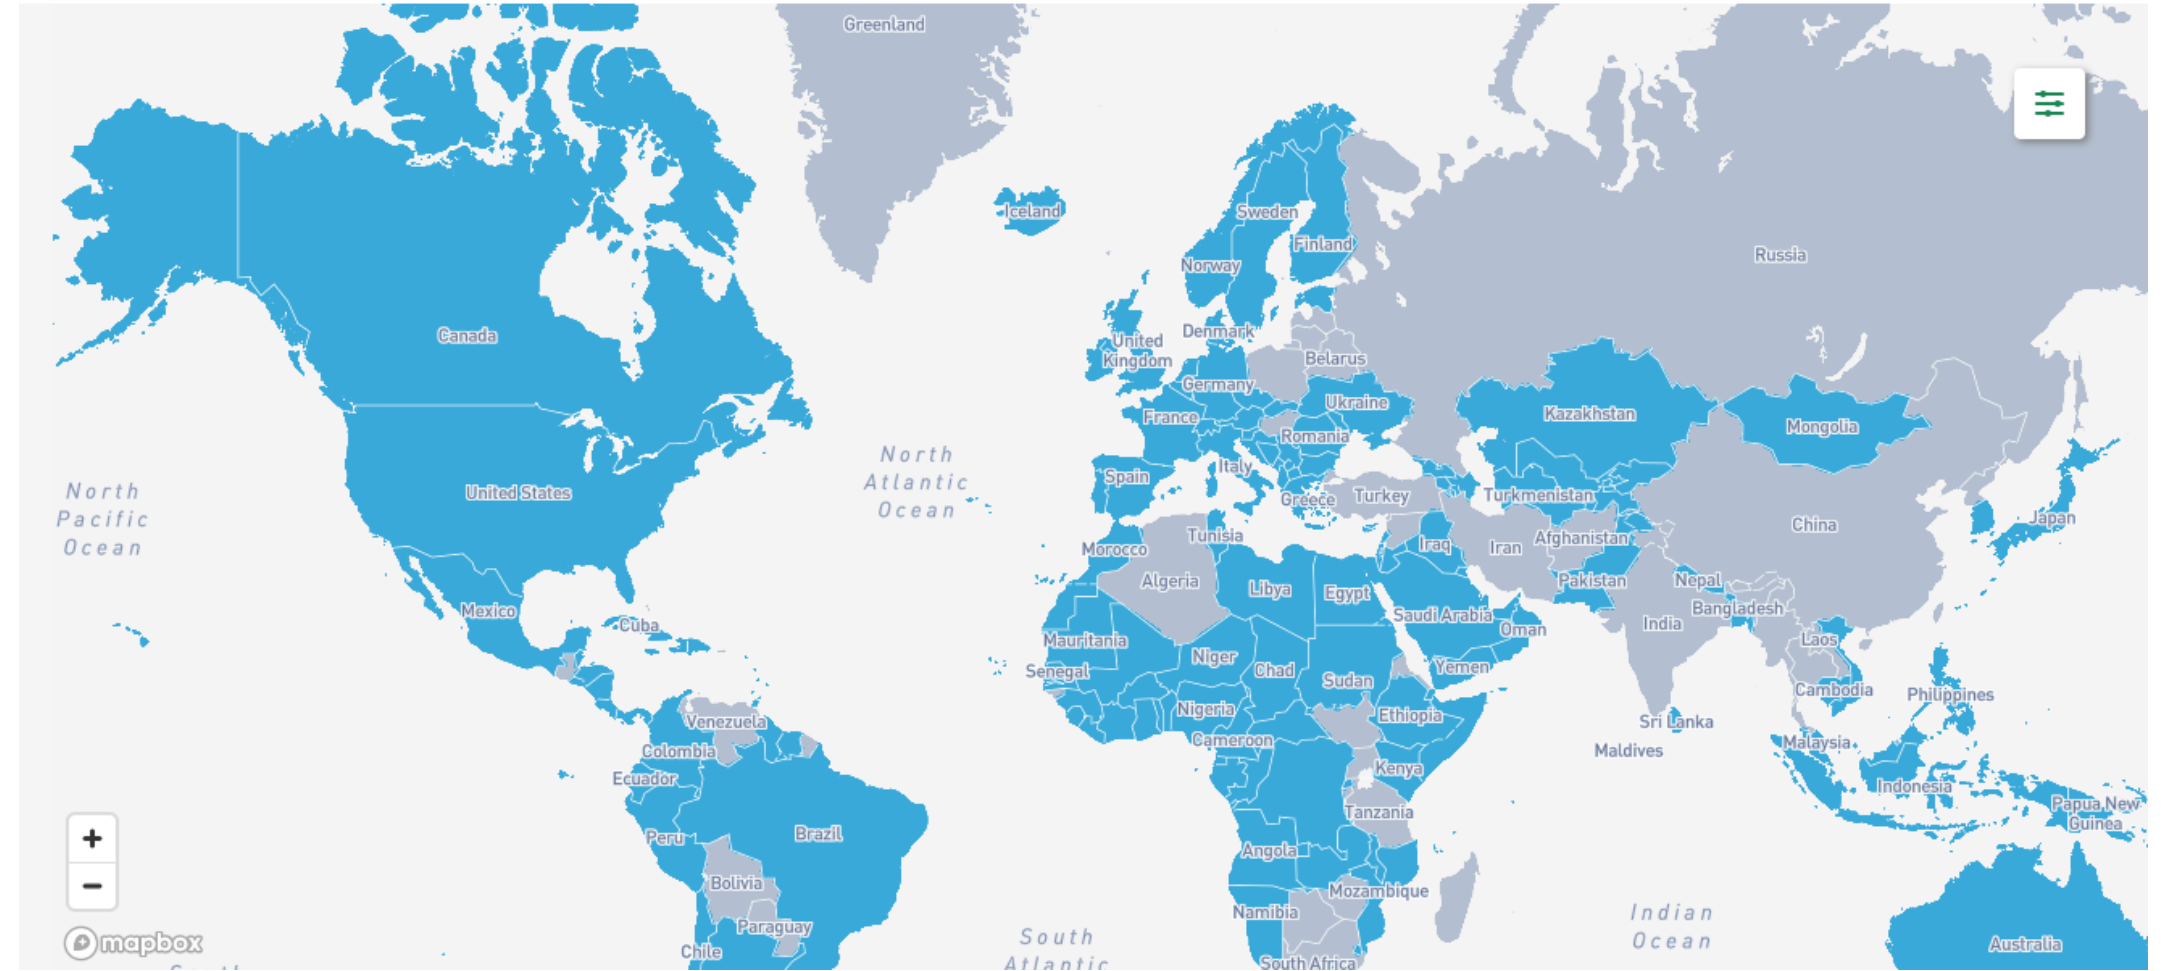 Greenland
Iceland
Sweden
Finland
Norway
Russia
Canada
Denmark
United
Kingdom
Belarus
Germany
Ukraine
France
Kazakhstan
Mongolia
Romania
North
Atlantic
Ocean
Italy
Spain
United States
North
Pacific
Ocean
Greece
Turkey
Turkmenistan
China
Japan
Tunisia
Morocco
Iraq
Iran
Afghanistan
Algeria
Libya
Egypt
Pakistan
Nepal
Mexico
Cuba
Saudi Arabia
Bangladesh
India
Oman
Mauritania
Laos
Niger
Chad
Senegal
Sudan
Yemen
Cambodia
Philippines
Venezuela
Nigeria
Ethiopia
Sri Lanka
Colombia
Cameroon
Maldives
Malaysia
Ecuador
Kenya
Indonesia
Papua New
Guinea
Tanzania
Peru
Brazil
Angola
Bolivia
Mozambique
Namibia
Indian
Ocean
Paraguay
South
Atlantic
Chile
South Africa
Australia
+
−
mapbox
South